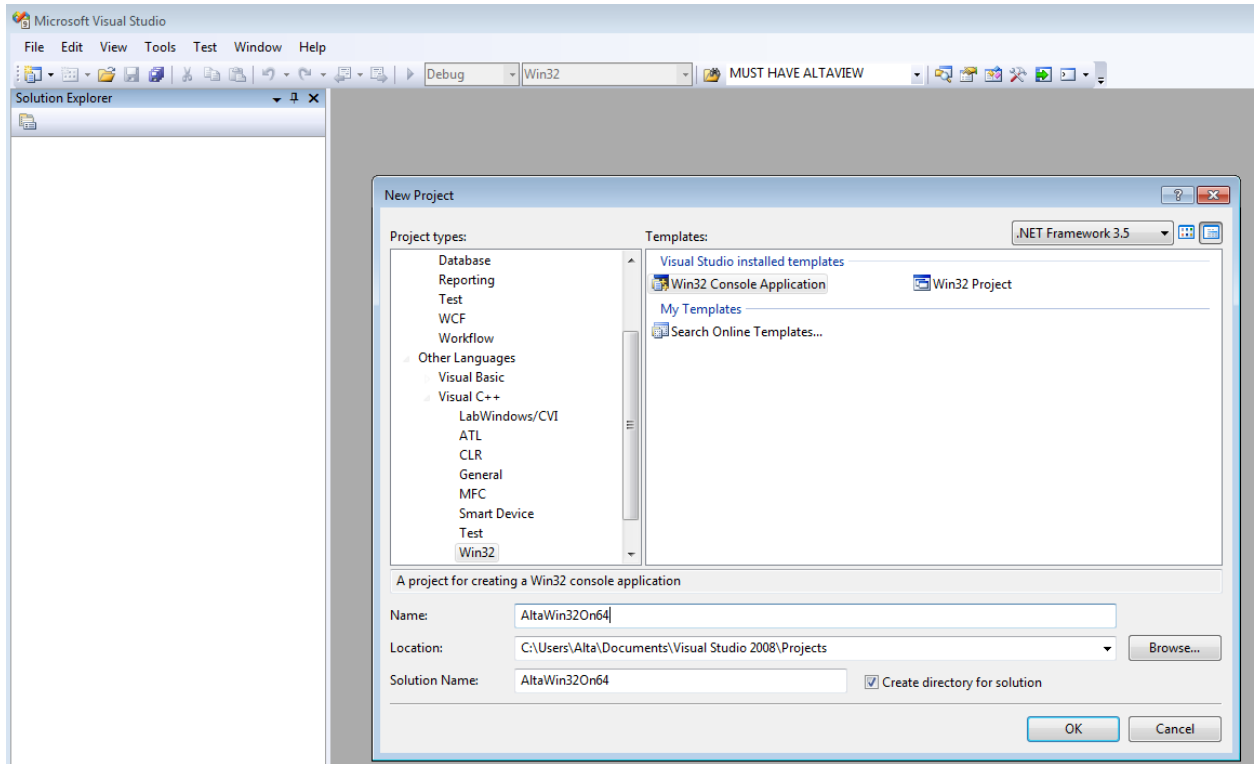 Microsoft Visual Studio
File Edit View Tools Test Window Help
Debug Win32 MUST HAVE ALTAVIEW
Solution Explorer
New Project
Project types: Templates: .NET Framework 3.5
Database
Reporting
Test
WCF
Workflow
Other Languages
Visual Basic
Visual C++
LabWindows/CVI
ATL
CLR
General
MFC
Smart Device
Test
Win32
Visual Studio installed templates
Win32 Console Application Win32 Project
My Templates
Search Online Templates...
A project for creating a Win32 console application
Name: AltaWin32On64
Location: C:\Users\Alta\Documents\Visual Studio 2008\Projects Browse...
Solution Name: AltaWin32On64 Create directory for solution
OK Cancel